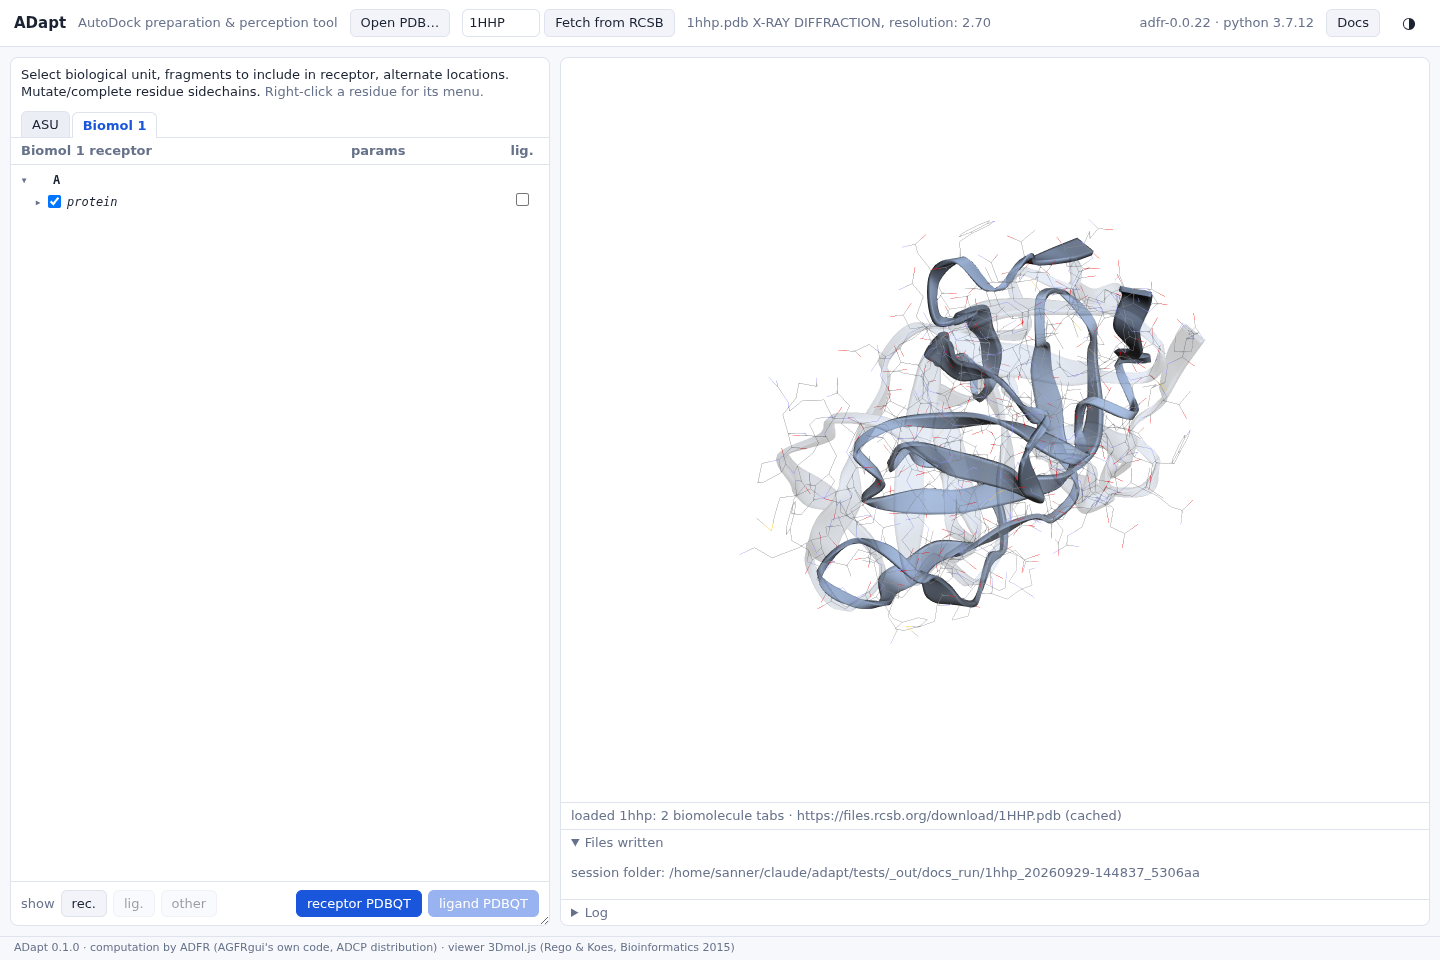 ADapt AutoDock preparation & perception tool Open PDB... 1HHP Fetch from RCSB 1hhp.pdb X-RAY DIFFRACTION, resolution: 2.70 adfr-0.0.22 · python 3.7.12 Docs
Select biological unit, fragments to include in receptor, alternate locations.
Mutate/complete residue sidechains. Right-click a residue for its menu.
ASU Biomol 1
Biomol 1 receptor params lig.
A
protein
show rec. lig. other receptor PDBQT ligand PDBQT
loaded 1hhp: 2 biomolecule tabs · https://files.rcsb.org/download/1HHP.pdb (cached)
Files written
session folder: /home/sanner/claude/adapt/tests/_out/docs_run/1hhp_20260929-144837_5306aa
Log
ADapt 0.1.0 · computation by ADFR (AGFRgui's own code, ADCP distribution) · viewer 3Dmol.js (Rego & Koes, Bioinformatics 2015)